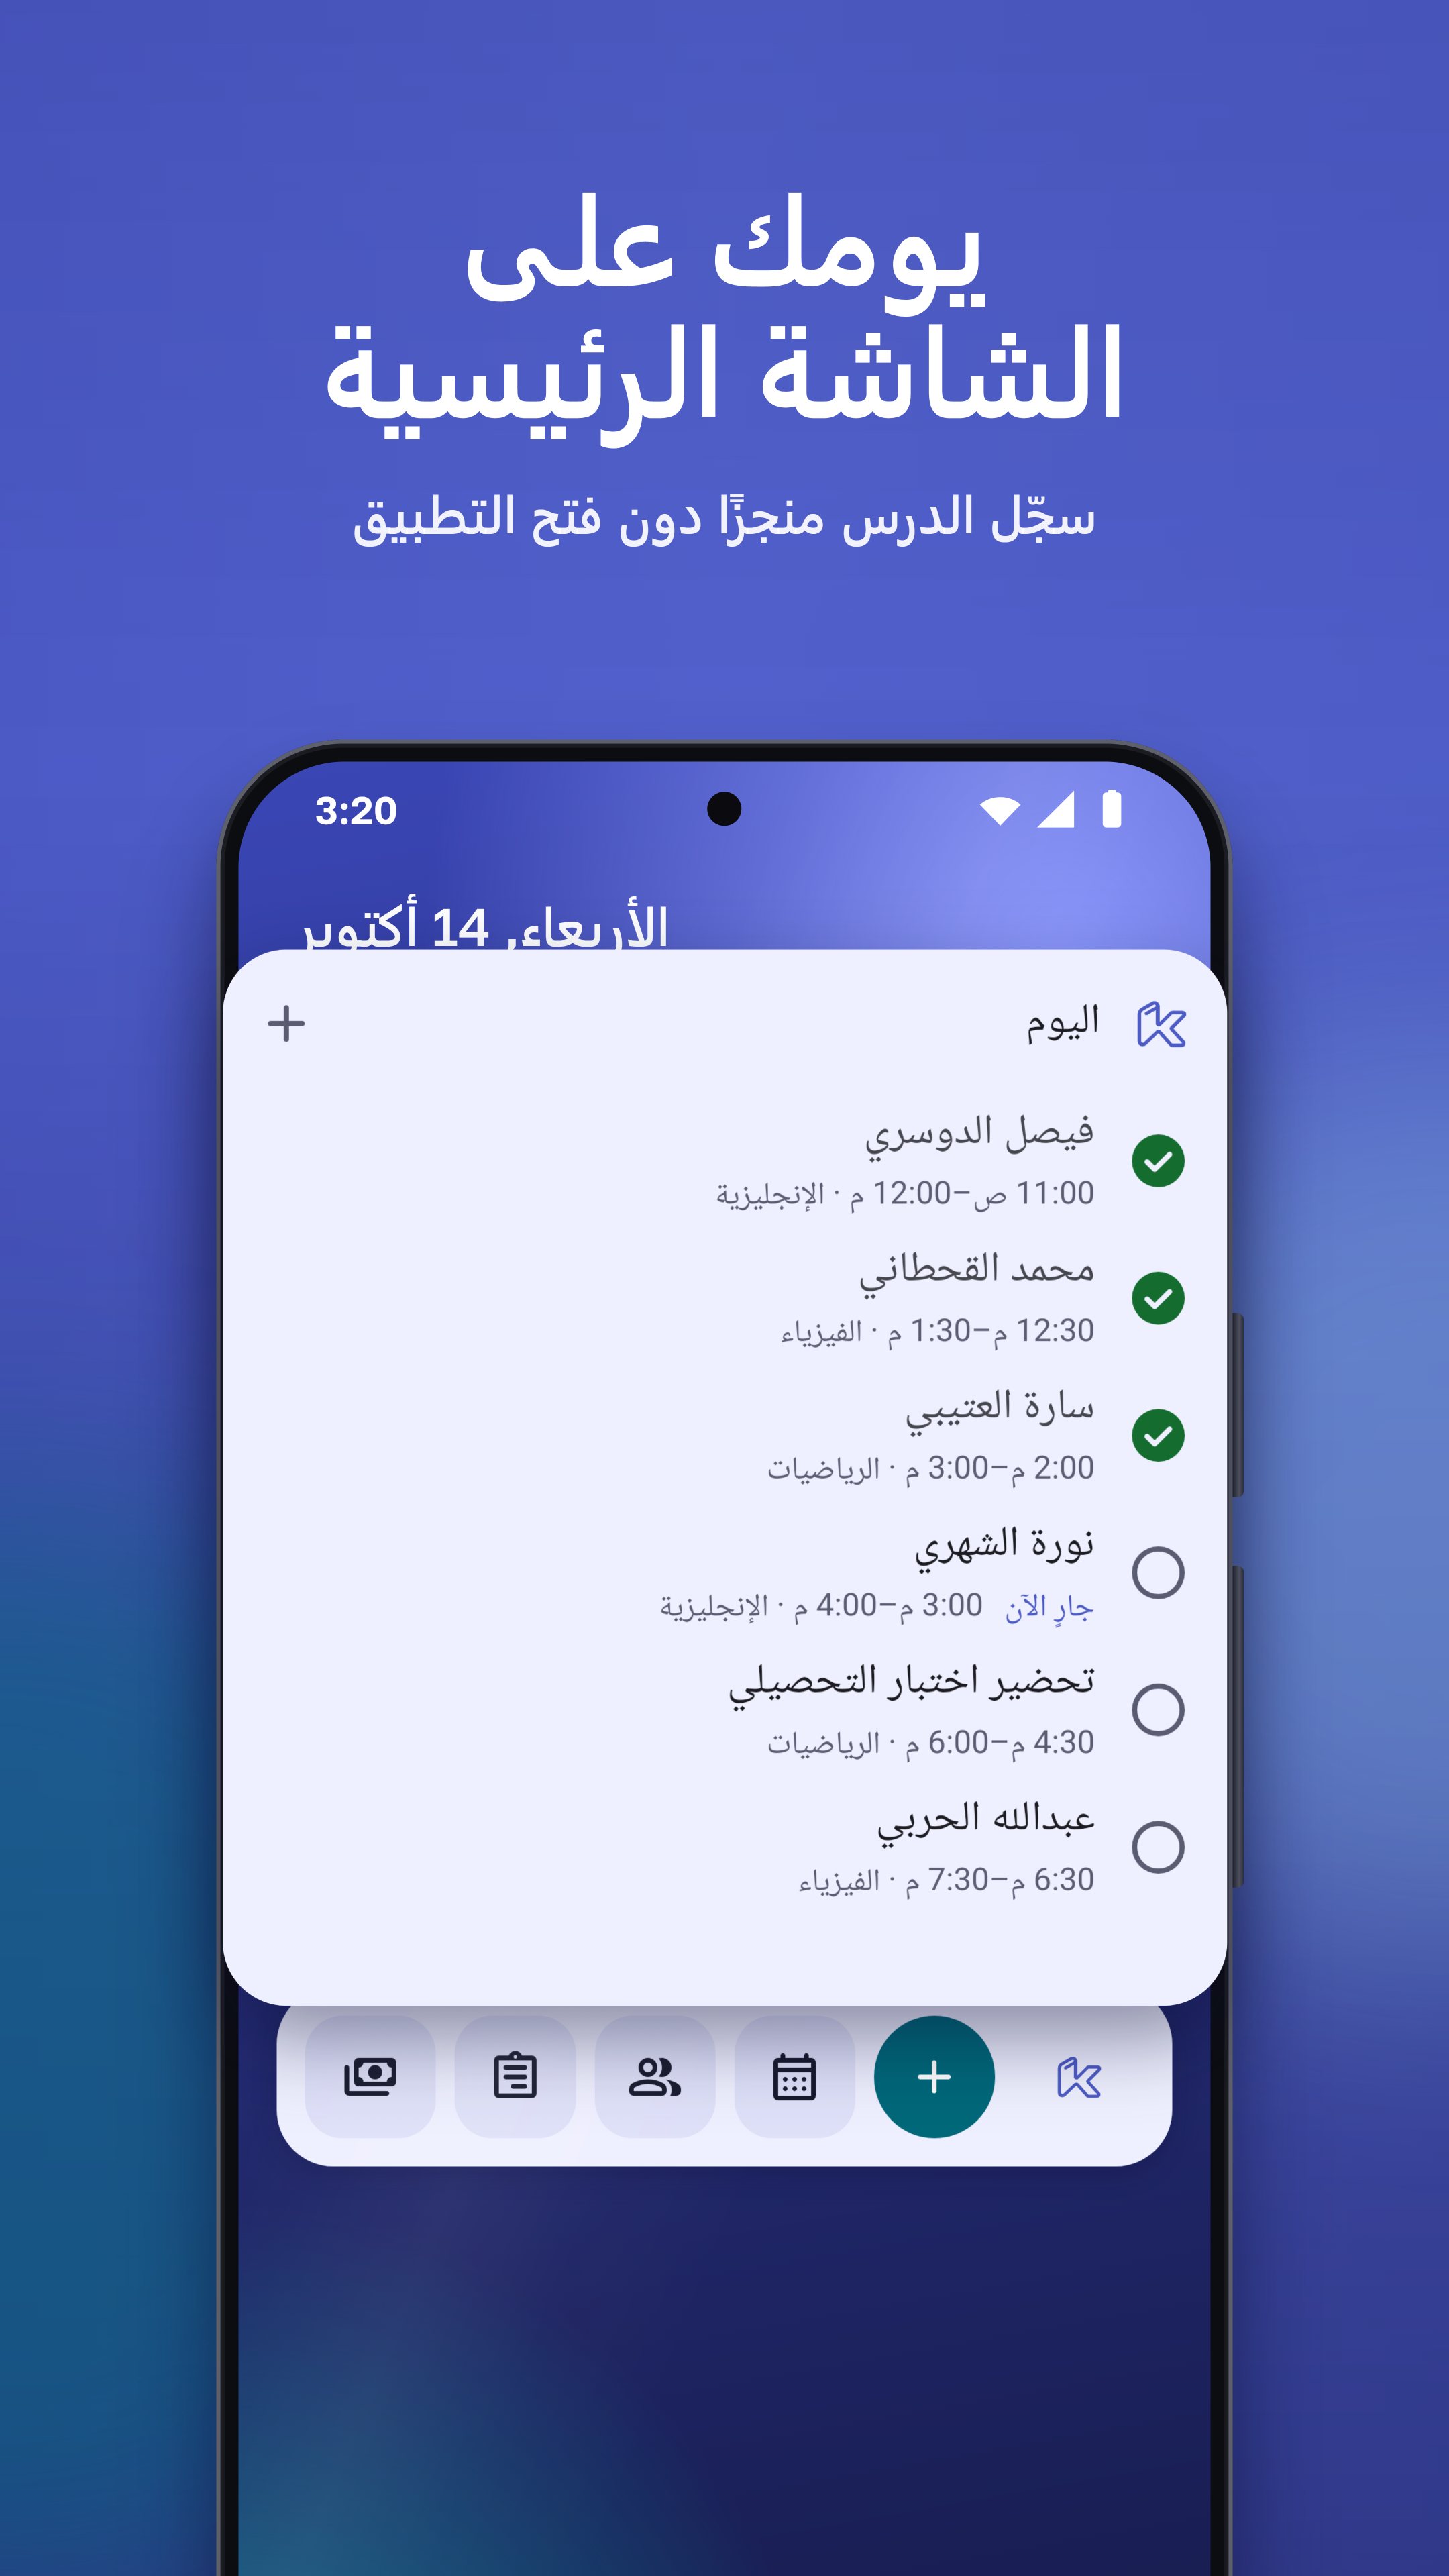 يومك على
الشاشة الرئيسية
سجّل الدرس منجزًا دون فتح التطبيق
3:20
الأربعاء, 14 أكتوبر
اليوم
فيصل الدوسري
11:00 ص–12:00 م · الإنجليزية
محمد القحطاني
12:30 م–1:30 م · الفيزياء
سارة العتيبي
2:00 م–3:00 م · الرياضيات
نورة الشهري
جارٍ الآن 3:00 م–4:00 م · الإنجليزية
تحضير اختبار التحصيلي
4:30 م–6:00 م · الرياضيات
عبدالله الحربي
6:30 م–7:30 م · الفيزياء